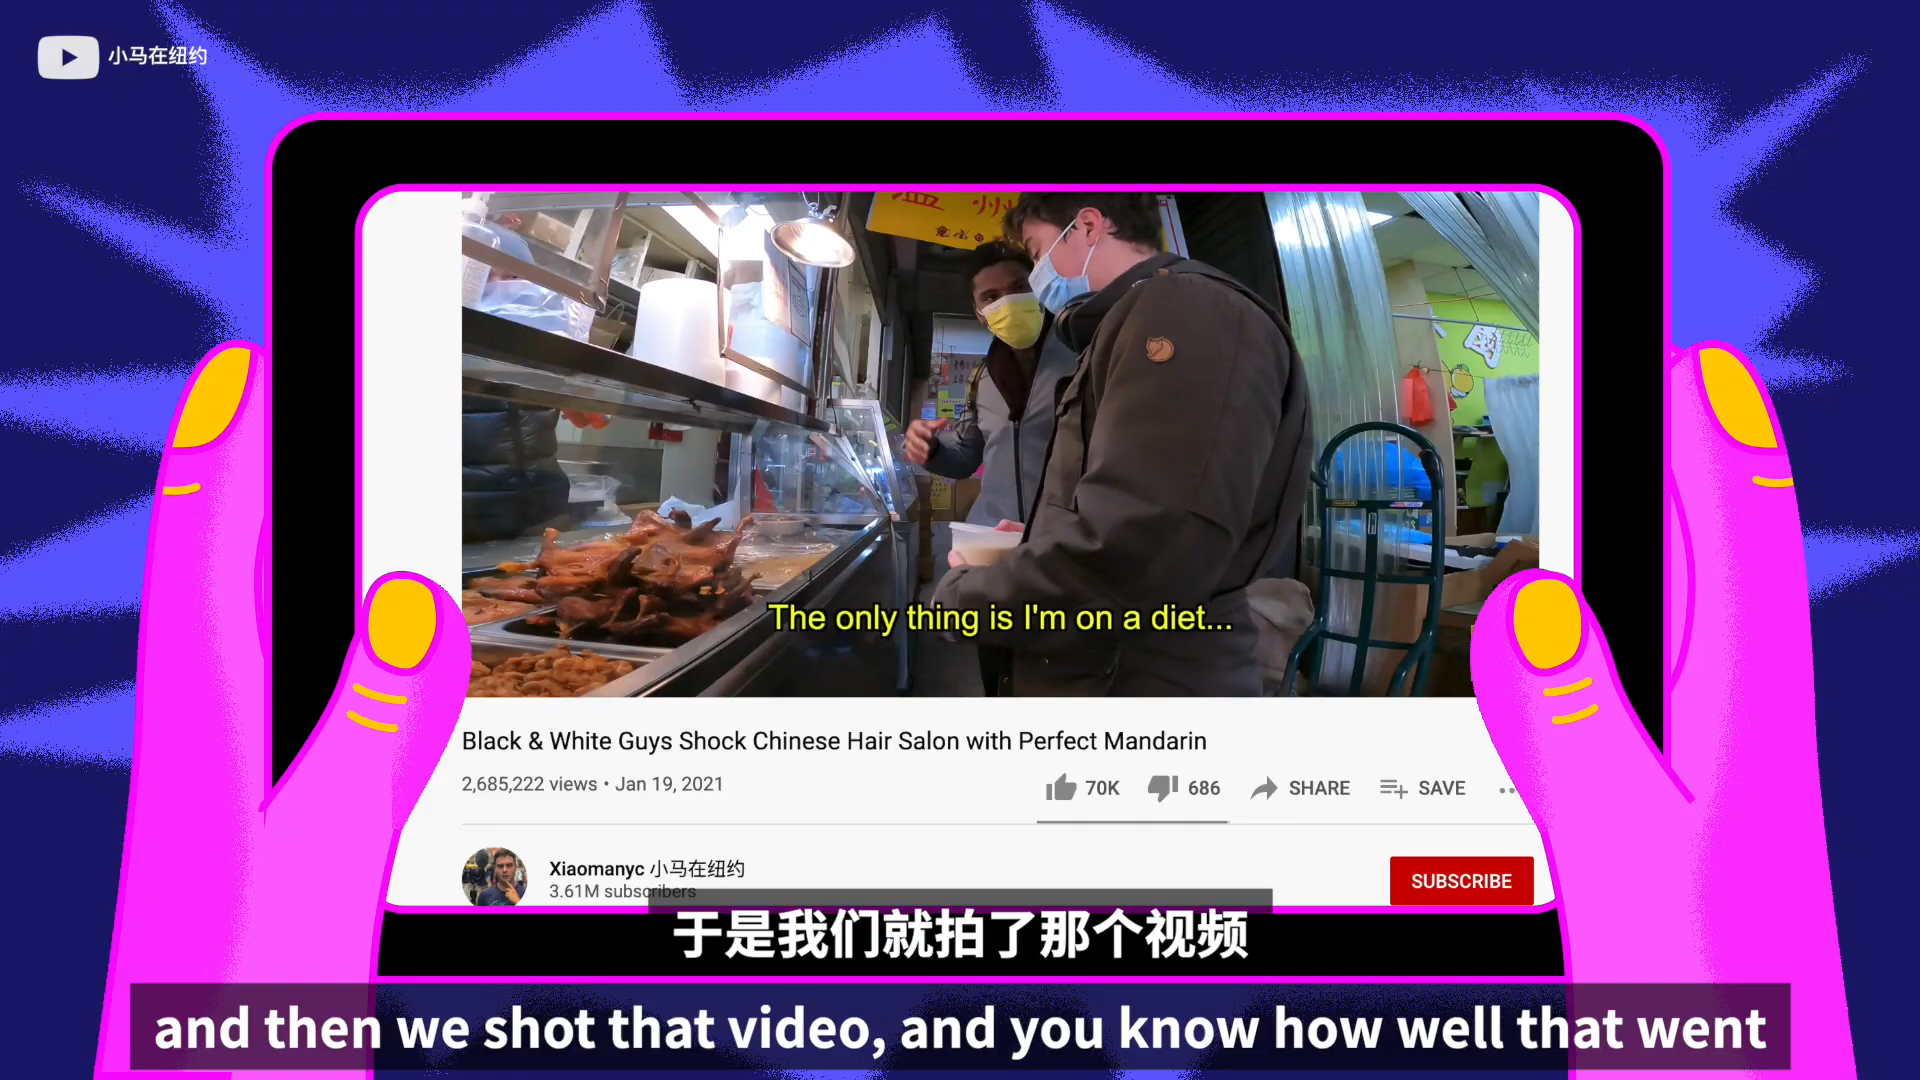 小马在纽约
温 州
The only thing is I'm on a diet...
Black & White Guys Shock Chinese Hair Salon with Perfect Mandarin
2,685,222 views • Jan 19, 2021
70K 686 SHARE SAVE
Xiaomanyc 小马在纽约
3.61M subscribers
SUBSCRIBE
于是我们就拍了那个视频
and then we shot that video, and you know how well that went